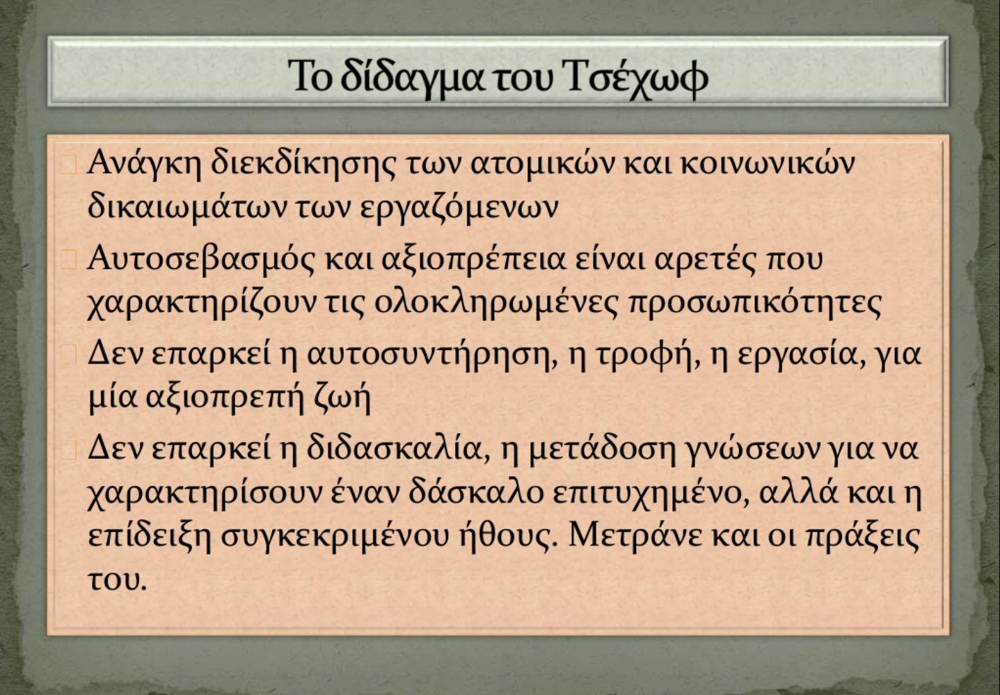 Το δίδαγμα του Τσέχωφ
Ανάγκη διεκδίκησης των ατομικών και κοινωνικών
δικαιωμάτων των εργαζόμενων
Αυτοσεβασμός και αξιοπρέπεια είναι αρετές που
χαρακτηρίζουν τις ολοκληρωμένες προσωπικότητες
Δεν επαρκεί η αυτοσυντήρηση, η τροφή, η εργασία, για
μία αξιοπρεπή ζωή
Δεν επαρκεί η διδασκαλία, η μετάδοση γνώσεων για να
χαρακτηρίσουν έναν δάσκαλο επιτυχημένο, αλλά και η
επίδειξη συγκεκριμένου ήθους. Μετράνε και οι πράξεις
του.